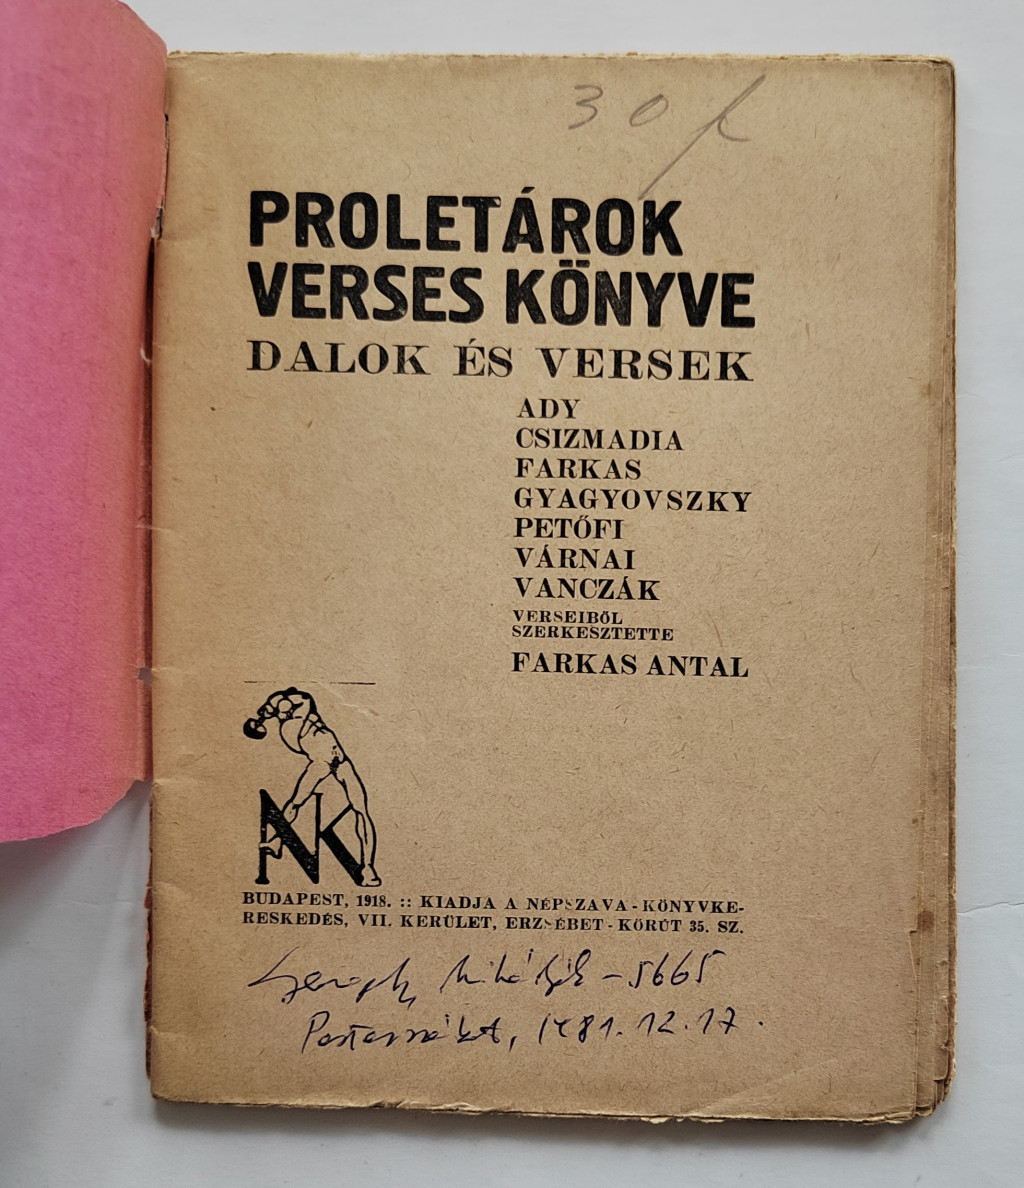 30 f
PROLETÁROK
VERSES KÖNYVE
DALOK ÉS VERSEK
ADY
CSIZMADIA
FARKAS
GYAGYOVSZKY
PETŐFI
VÁRNAI
VANCZÁK
VERSEIBŐL
SZERKESZTETTE
FARKAS ANTAL
NK
BUDAPEST, 1918. :: KIADJA A NÉPSZAVA-KÖNYVKE-
RESKEDÉS, VII. KERÜLET, ERZSÉBET-KÖRÚT 35. SZ.
– 5665
1981.12.17.